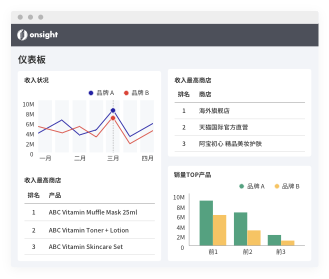 onsight
仪表板
收入状况
品牌 A 品牌 B
10M
8M
6M
4M
2M
0
一月 二月 三月 四月
收入最高商店
排名 产品
1 ABC Vitamin Muffle Mask 25ml
2 ABC Vitamin Toner + Lotion
3 ABC Vitamin Skincare Set
收入最高商店
排名 商店
1 海外旗舰店
2 天猫国际官方直营
3 阿宝初心 精品美妆护肤
销量TOP产品
品牌 A 品牌 B
10M
8M
6M
4M
2M
0
前1 前2 前3